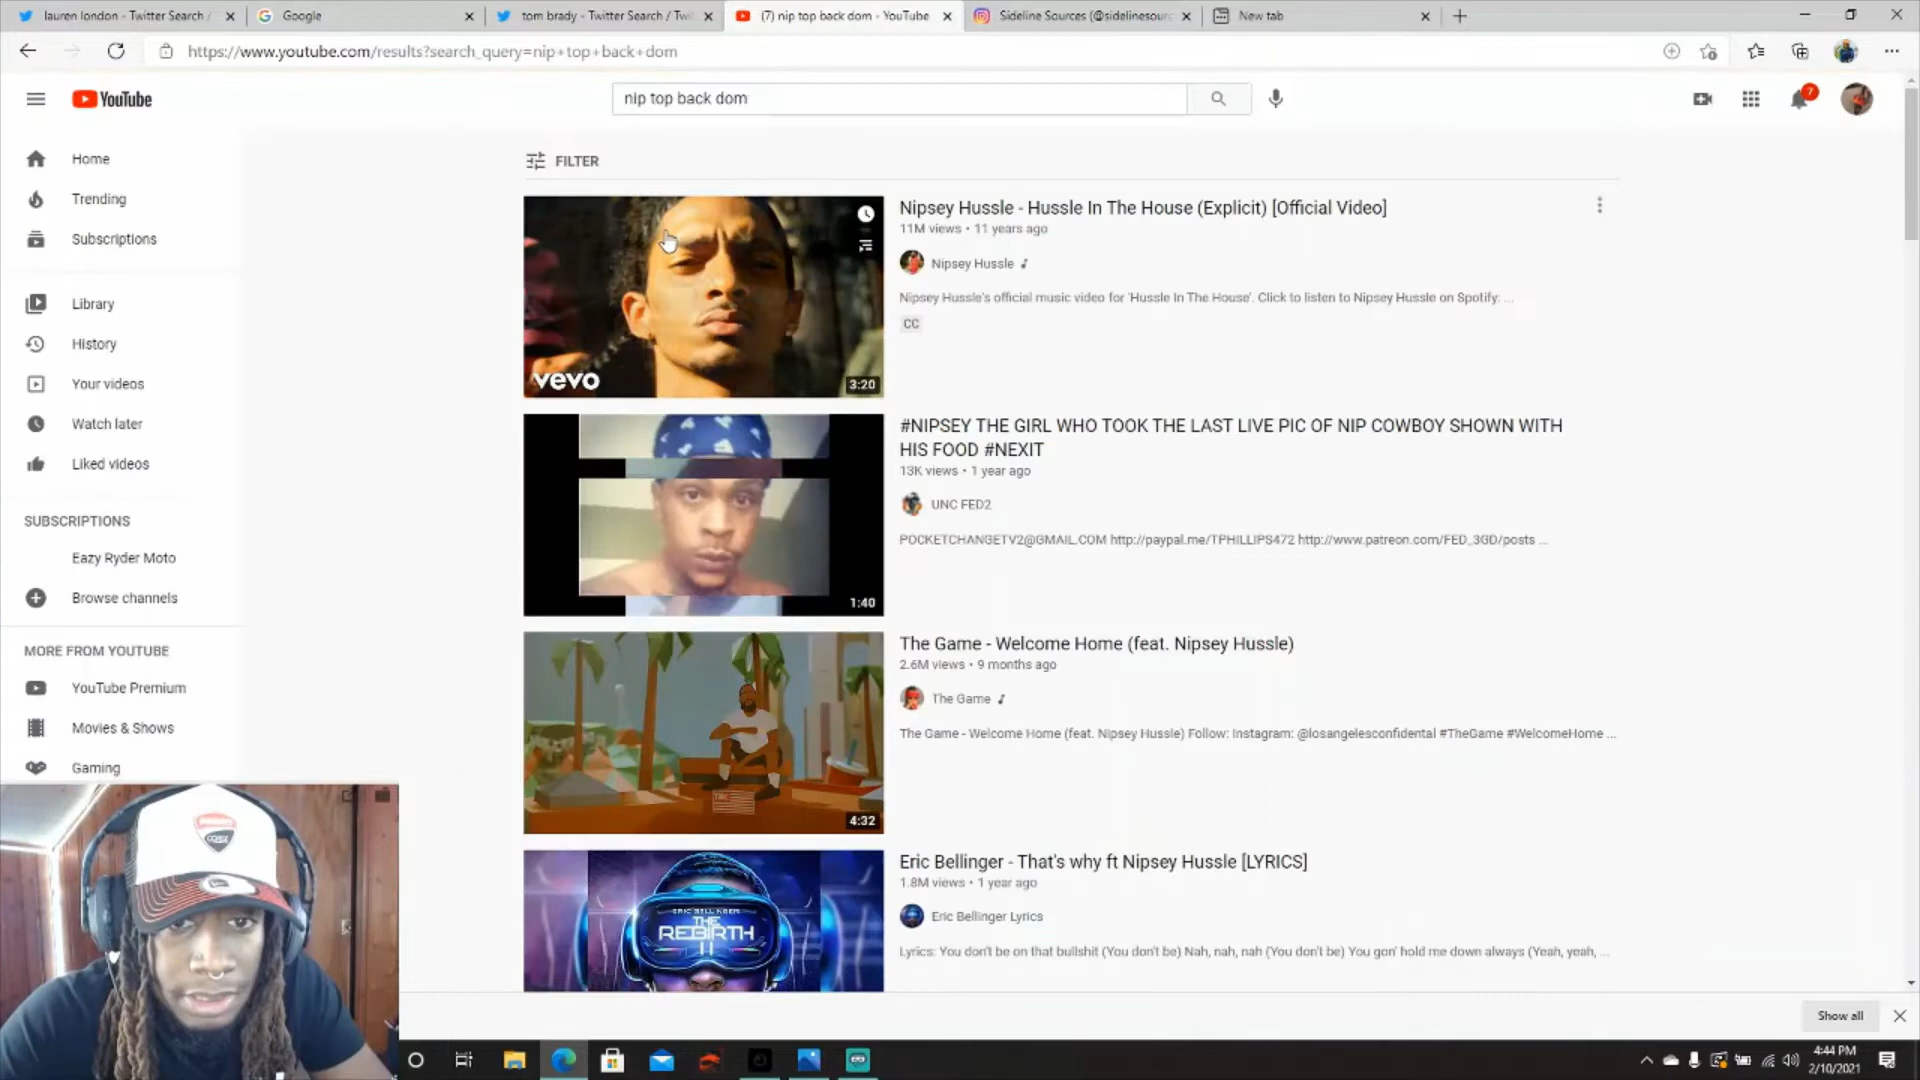 lauren london - Twitter Search /
Google
tom brady - Twitter Search / Twi
(7) nip top back dom - YouTube
Sideline Sources (@sidelinesourc
New tab
https://www.youtube.com/results?search_query=nip+top+back+dom
YouTube
nip top back dom
7
Home
Trending
Subscriptions
Library
History
Your videos
Watch later
Liked videos
SUBSCRIPTIONS
Eazy Ryder Moto
Browse channels
MORE FROM YOUTUBE
YouTube Premium
Movies & Shows
Gaming
FILTER
vevo
3:20
Nipsey Hussle - Hussle In The House (Explicit) [Official Video]
11M views • 11 years ago
Nipsey Hussle
Nipsey Hussle's official music video for 'Hussle In The House'. Click to listen to Nipsey Hussle on Spotify: ...
CC
1:40
#NIPSEY THE GIRL WHO TOOK THE LAST LIVE PIC OF NIP COWBOY SHOWN WITH
HIS FOOD #NEXIT
13K views • 1 year ago
UNC FED2
POCKETCHANGETV2@GMAIL.COM http://paypal.me/TPHILLIPS472 http://www.patreon.com/FED_3GD/posts ...
4:32
The Game - Welcome Home (feat. Nipsey Hussle)
2.6M views • 9 months ago
The Game
The Game - Welcome Home (feat. Nipsey Hussle) Follow: Instagram: @losangelesconfidental #TheGame #WelcomeHome ...
ERIC BELLINGER
THE
REBIRTH
II
Eric Bellinger - That's why ft Nipsey Hussle [LYRICS]
1.8M views • 1 year ago
Eric Bellinger Lyrics
Lyrics: You don't be on that bullshit (You don't be) Nah, nah, nah (You don't be) You gon' hold me down always (Yeah, yeah, ...
Show all
4:44 PM
2/10/2021